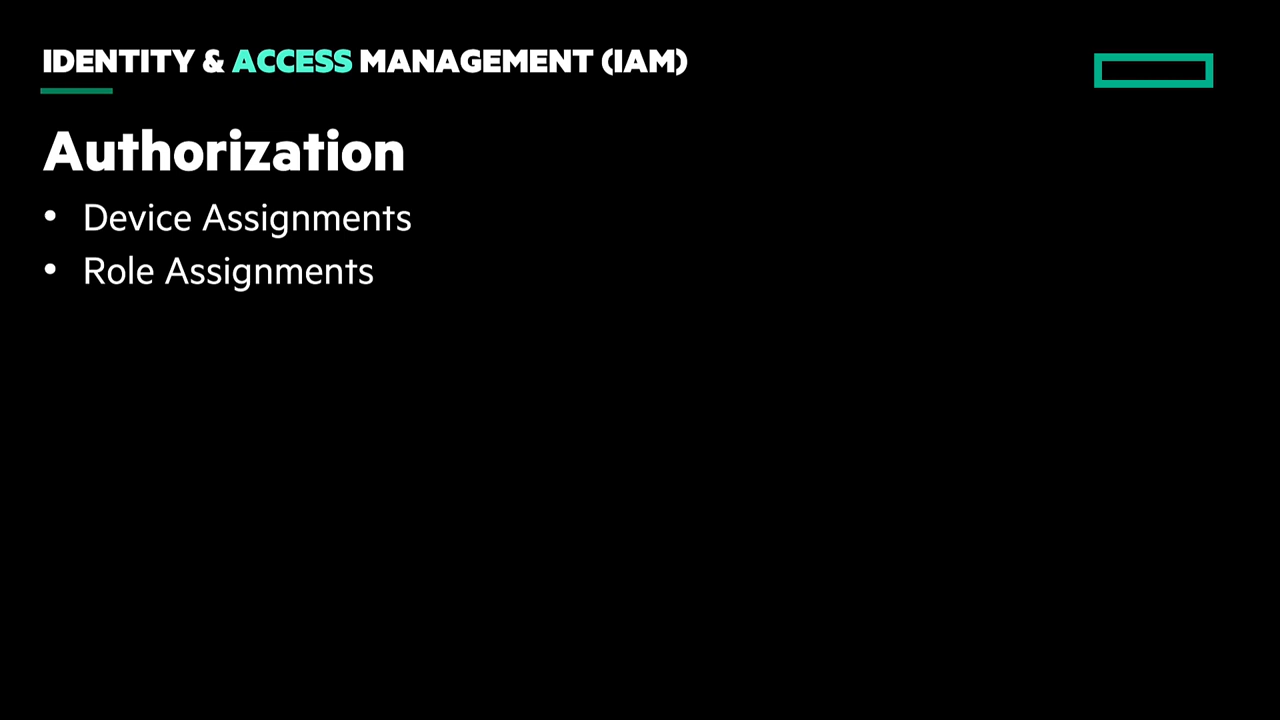 IDENTITY & ACCESS MANAGEMENT (IAM)
Authorization
• Device Assignments
• Role Assignments